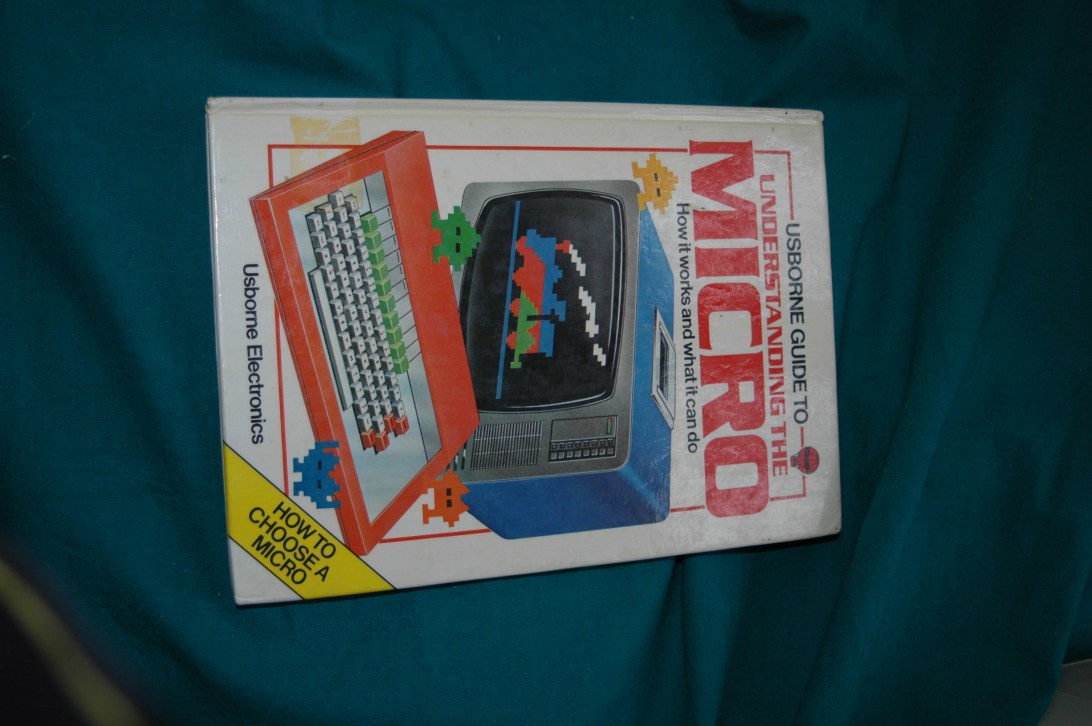 USBORNE GUIDE TO
UNDERSTANDING THE
MICRO
How it works and what it can do
Usborne Electronics
HOW TO
CHOOSE A
MICRO